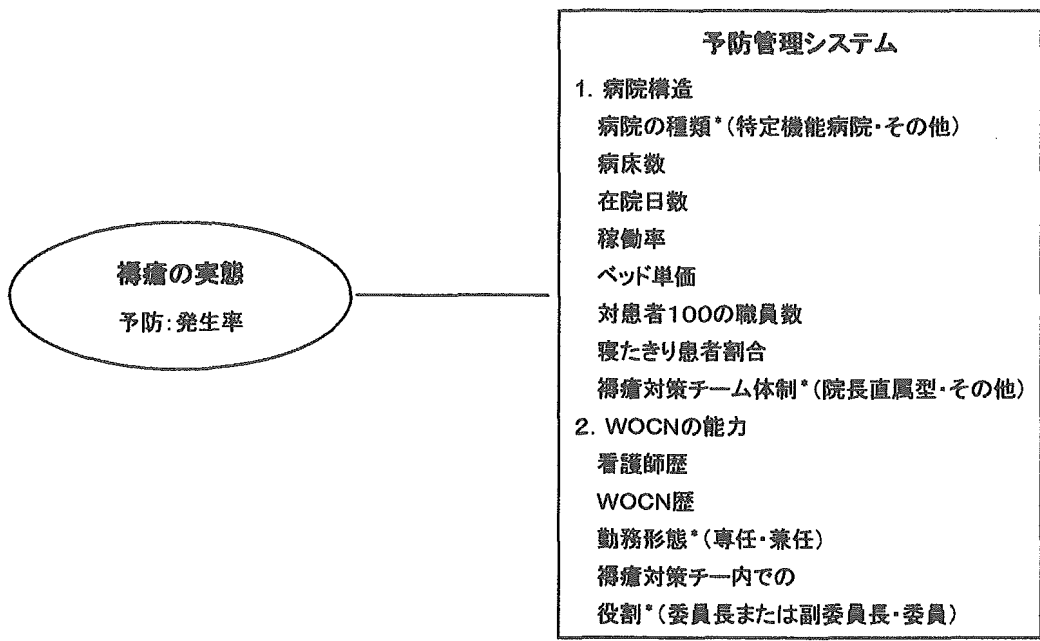 褥瘡の実態
予防:発生率
予防管理システム
1. 病院構造
病院の種類*(特定機能病院・その他)
病床数
在院日数
稼働率
ベッド単価
対患者100の職員数
寝たきり患者割合
褥瘡対策チーム体制*(院長直属型・その他)
2. WOCNの能力
看護師歴
WOCN歴
勤務形態*(専任・兼任)
褥瘡対策チー内での
役割*(委員長または副委員長・委員)